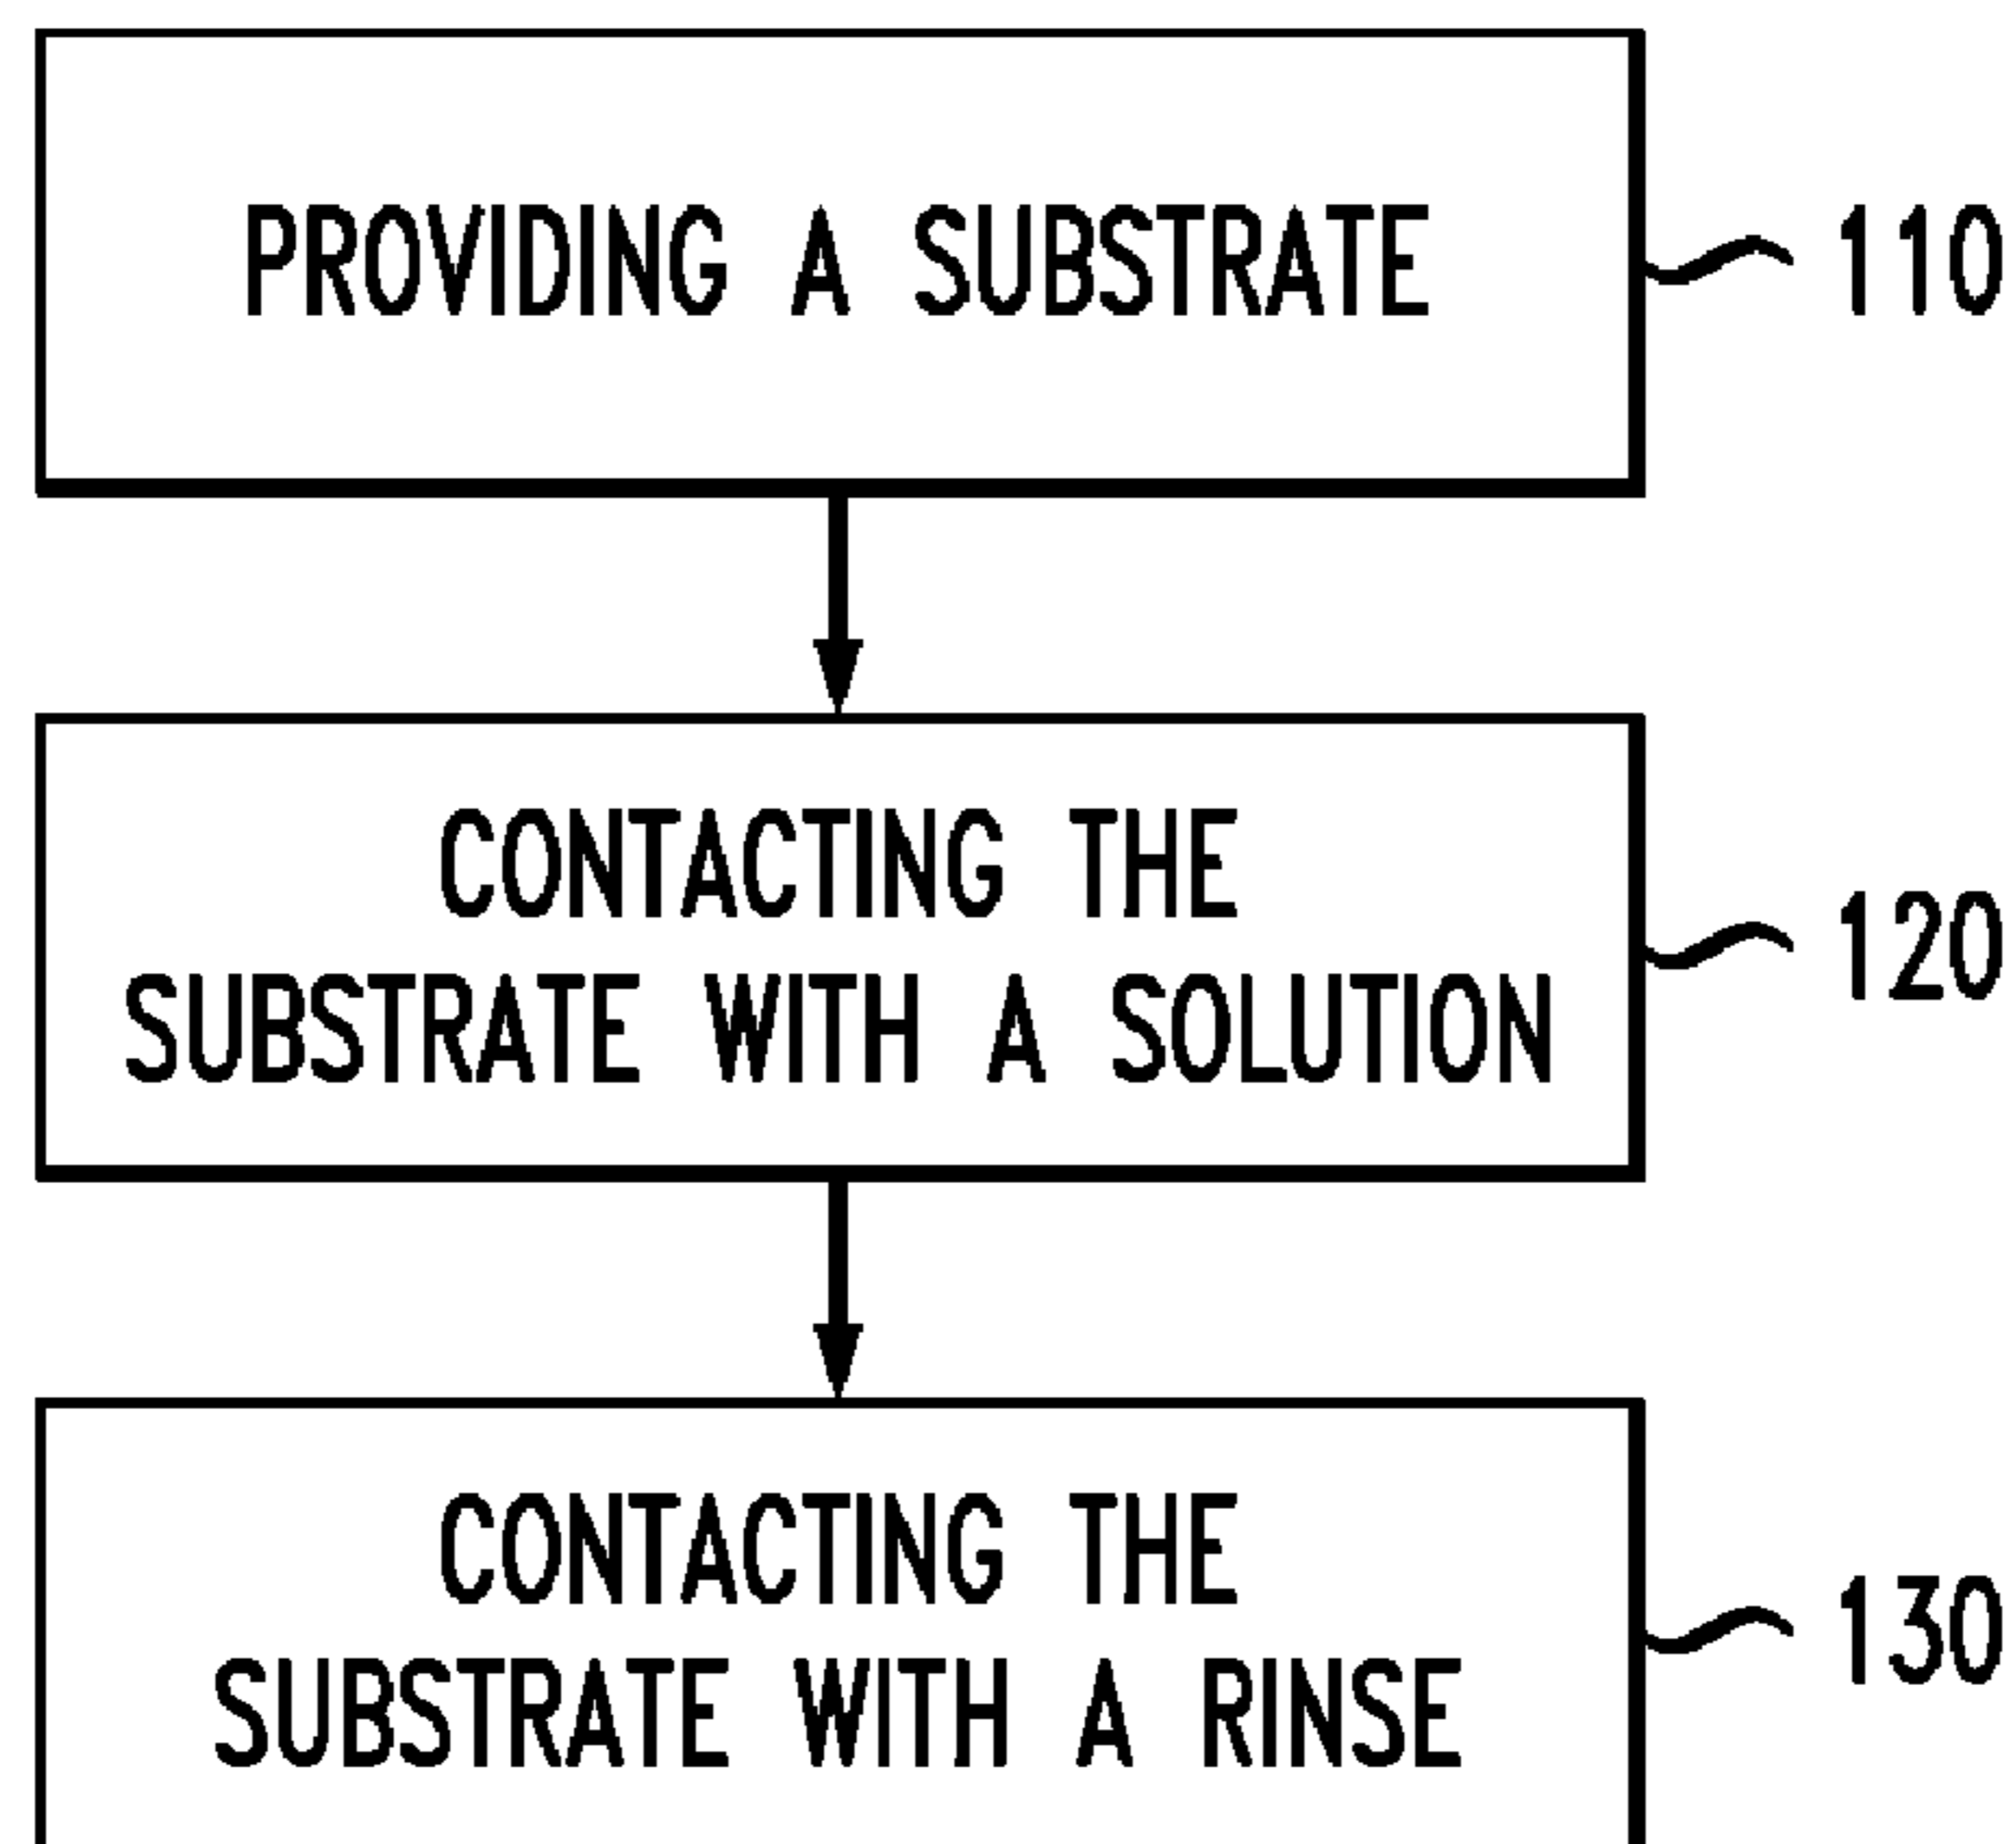 PROVIDING A SUBSTRATE
110
CONTACTING THE
SUBSTRATE WITH A SOLUTION
120
CONTACTING THE
SUBSTRATE WITH A RINSE
130